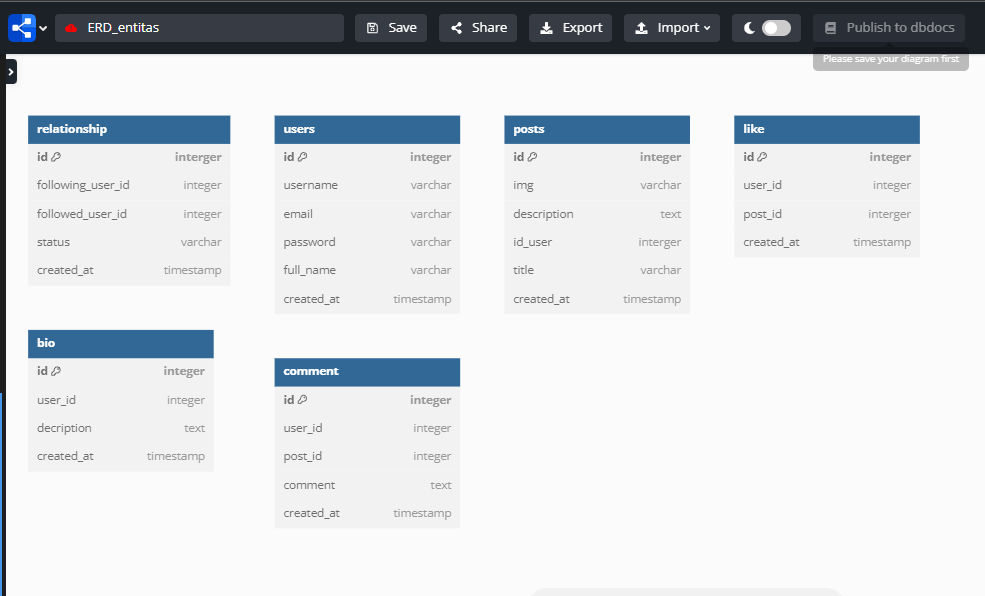 ERD_entitas Save Share Export Import Publish to dbdocs
Please save your diagram first
relationship
id interger
following_user_id integer
followed_user_id integer
status varchar
created_at timestamp
users
id integer
username varchar
email varchar
password varchar
full_name varchar
created_at timestamp
posts
id integer
img varchar
description text
id_user interger
title varchar
created_at timestamp
like
id integer
user_id integer
post_id interger
created_at timestamp
bio
id integer
user_id integer
decription text
created_at timestamp
comment
id integer
user_id integer
post_id integer
comment text
created_at timestamp